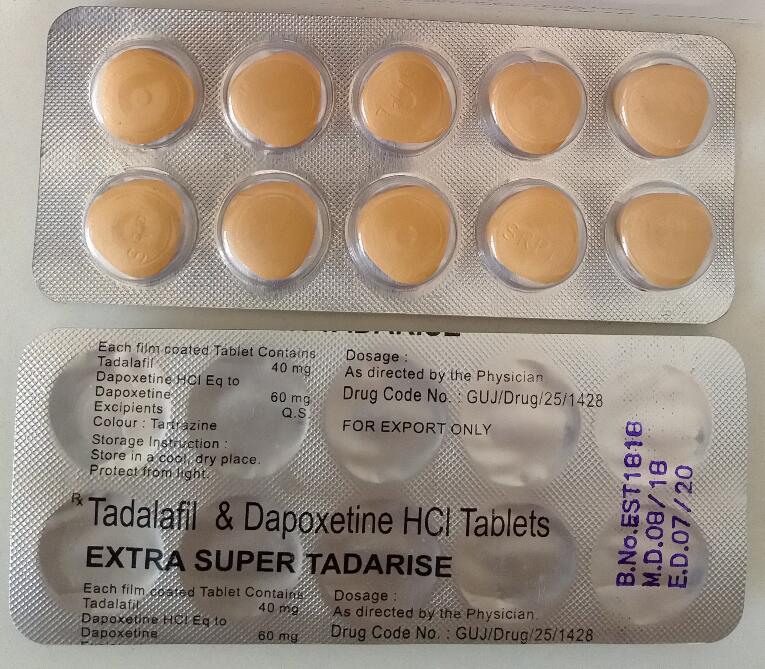 TADARISE
Each film coated Tablet Contains
Tadalafil 40 mg
Dapoxetine HCl Eq to
Dapoxetine 60 mg
Excipients Q.S
Colour : Tartrazine
Storage Instruction :
Store in a cool, dry place.
Protect from light.
Dosage :
As directed by the Physician
Drug Code No. : GUJ/Drug/25/1428
FOR EXPORT ONLY
B.No.EST1818
M.D.08/18
E.D.07/20
Rx Tadalafil & Dapoxetine HCl Tablets
EXTRA SUPER TADARISE
Each film coated Tablet Contains
Tadalafil 40 mg
Dapoxetine HCl Eq to
Dapoxetine 60 mg
Dosage :
As directed by the Physician.
Drug Code No. : GUJ/Drug/25/1428